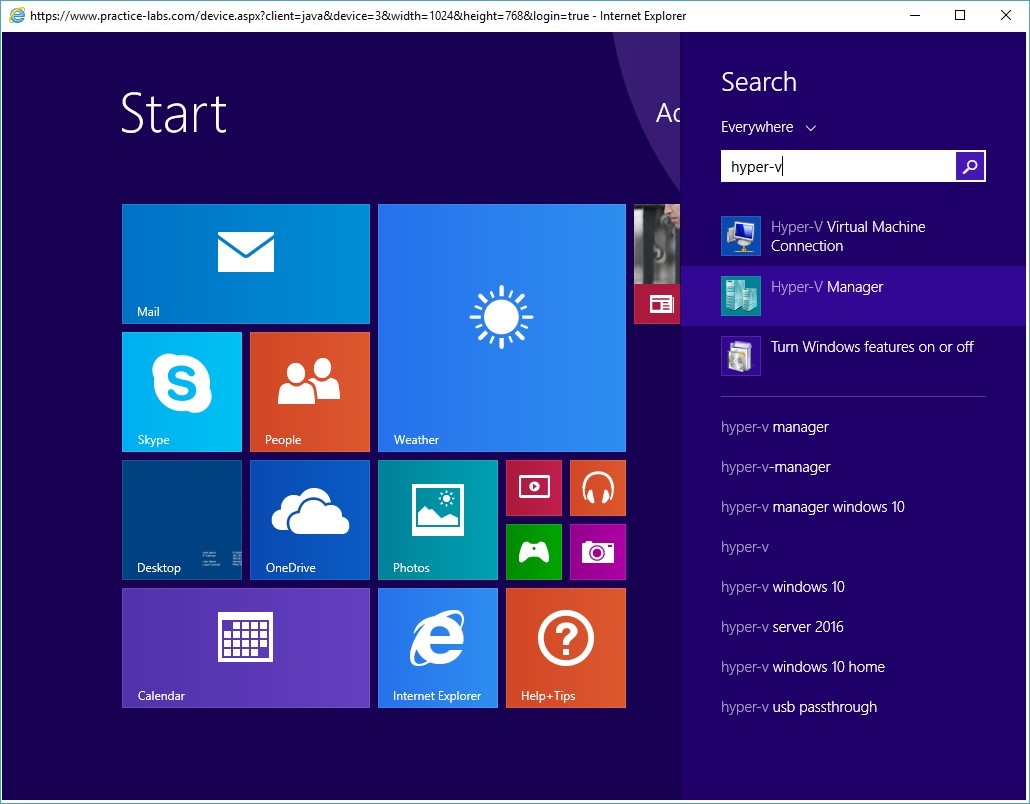 https://www.practice-labs.com/device.aspx?client=java&device=3&width=1024&height=768&login=true - Internet Explorer
Start
Search
Everywhere
hyper-v
Hyper-V Virtual Machine
Connection
Hyper-V Manager
Turn Windows features on or off
hyper-v manager
hyper-v-manager
hyper-v manager windows 10
hyper-v
hyper-v windows 10
hyper-v server 2016
hyper-v windows 10 home
hyper-v usb passthrough
Mail
Skype
People
Weather
Desktop
OneDrive
Photos
Calendar
Internet Explorer
Help+Tips